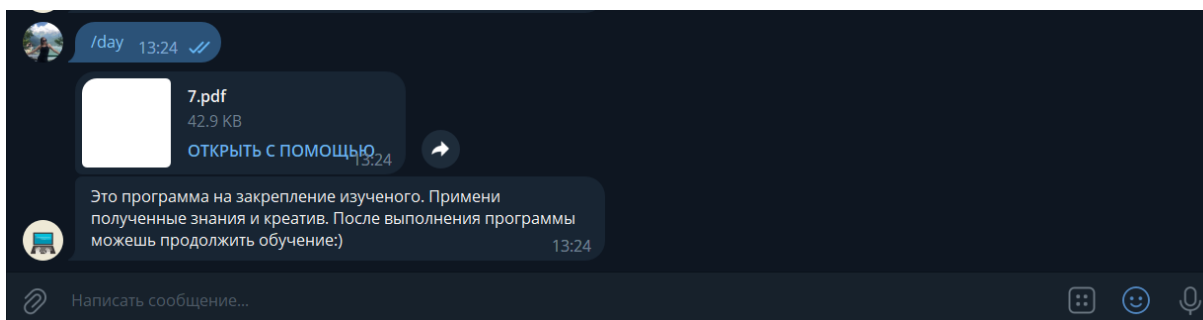 /day 13:24
7.pdf
42.9 KB
ОТКРЫТЬ С ПОМОЩЬЮ
13:24
Это программа на закрепление изученого. Примени
полученные знания и креатив. После выполнения программы
можешь продолжить обучение:)
13:24
Написать сообщение...